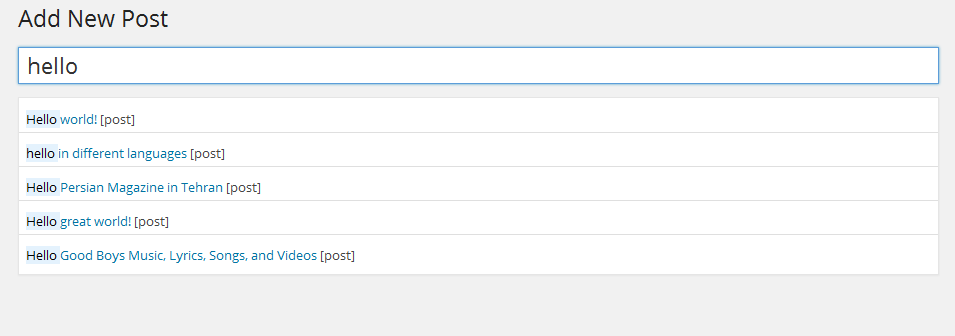 Add New Post
hello
Hello world! [post]
hello in different languages [post]
Hello Persian Magazine in Tehran [post]
Hello great world! [post]
Hello Good Boys Music, Lyrics, Songs, and Videos [post]